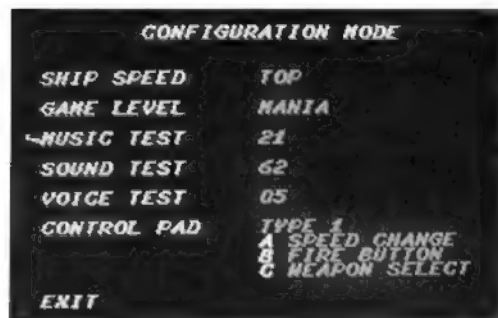 CONFIGURATION MODE
SHIP SPEED TOP
GAME LEVEL MANIA
MUSIC TEST 21
SOUND TEST 62
VOICE TEST 05
CONTROL PAD TYPE 1
A SPEED CHANGE
B FIRE BUTTON
C WEAPON SELECT
EXIT